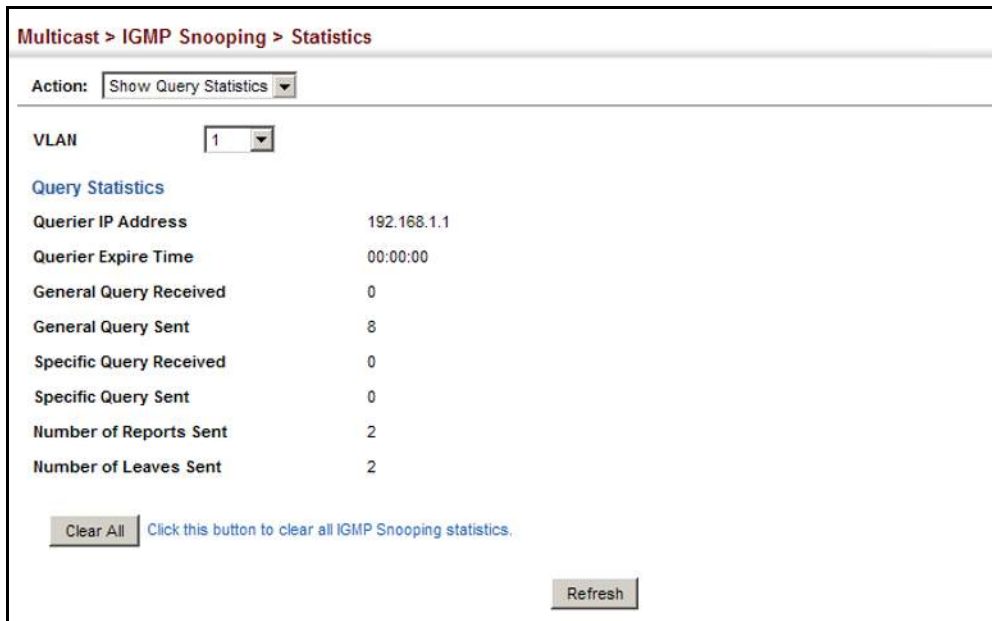 Multicast > IGMP Snooping > Statistics
Action: Show Query Statistics
VLAN 1
Query Statistics
Querier IP Address 192.168.1.1
Querier Expire Time 00:00:00
General Query Received 0
General Query Sent 8
Specific Query Received 0
Specific Query Sent 0
Number of Reports Sent 2
Number of Leaves Sent 2
Clear All Click this button to clear all IGMP Snooping statistics.
Refresh